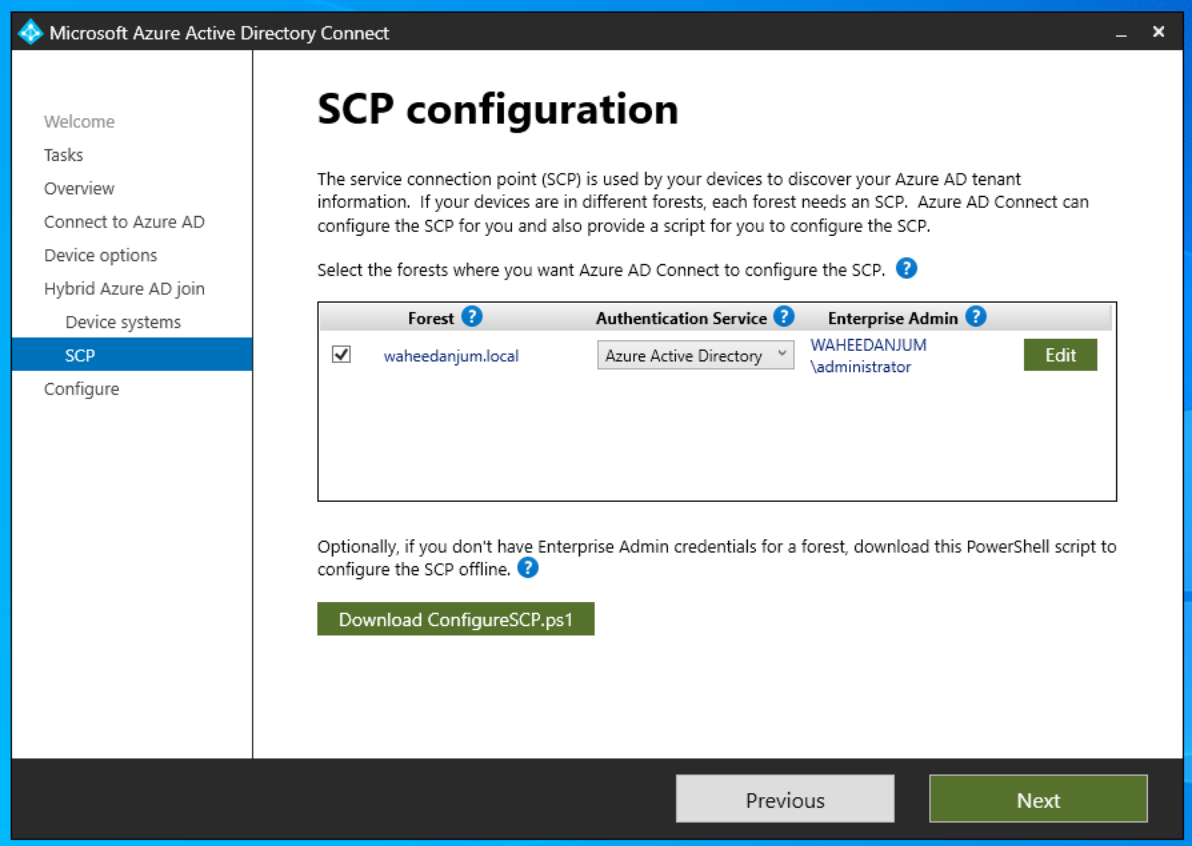 Microsoft Azure Active Directory Connect
Welcome
Tasks
Overview
Connect to Azure AD
Device options
Hybrid Azure AD join
Device systems
SCP
Configure
SCP configuration
The service connection point (SCP) is used by your devices to discover your Azure AD tenant
information. If your devices are in different forests, each forest needs an SCP. Azure AD Connect can
configure the SCP for you and also provide a script for you to configure the SCP.
Select the forests where you want Azure AD Connect to configure the SCP. ?
Forest ? Authentication Service ? Enterprise Admin ?
waheedanjum.local Azure Active Directory WAHEEDANJUM
\administrator Edit
Optionally, if you don't have Enterprise Admin credentials for a forest, download this PowerShell script to
configure the SCP offline. ?
Download ConfigureSCP.ps1
Previous Next